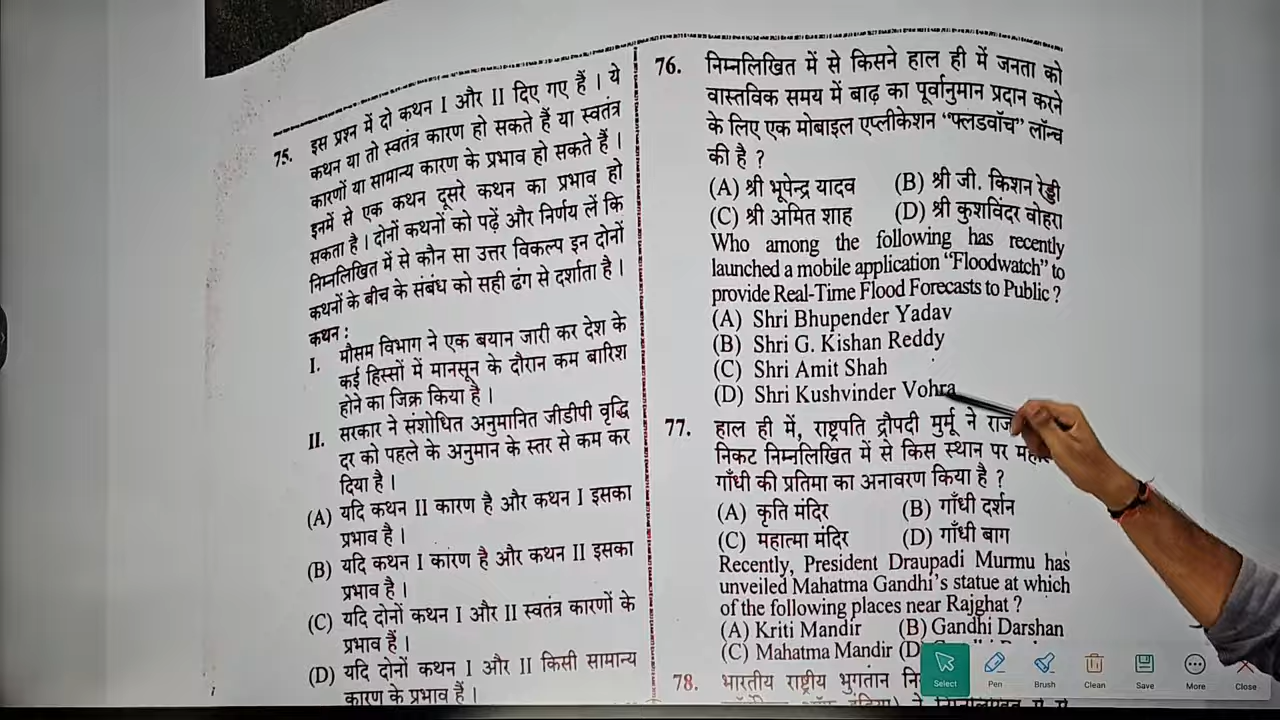 75. इस प्रश्न में दो कथन I और II दिए गए हैं । ये
कथन या तो स्वतंत्र कारण हो सकते हैं या स्वतंत्र
कारणों या सामान्य कारण के प्रभाव हो सकते हैं ।
इनमें से एक कथन दूसरे कथन का प्रभाव हो
सकता है । दोनों कथनों को पढ़ें और निर्णय लें कि
निम्नलिखित में से कौन सा उत्तर विकल्प इन दोनों
कथनों के बीच के संबंध को सही ढंग से दर्शाता है ।
कथन :
I. मौसम विभाग ने एक बयान जारी कर देश के
कई हिस्सों में मानसून के दौरान कम बारिश
होने का जिक्र किया है ।
II. सरकार ने संशोधित अनुमानित जीडीपी वृद्धि
दर को पहले के अनुमान के स्तर से कम कर
दिया है ।
(A) यदि कथन II कारण है और कथन I इसका
प्रभाव है ।
(B) यदि कथन I कारण है और कथन II इसका
प्रभाव है ।
(C) यदि दोनों कथन I और II स्वतंत्र कारणों के
प्रभाव हैं ।
(D) यदि दोनों कथन I और II किसी सामान्य
कारण के प्रभाव हैं ।
76. निम्नलिखित में से किसने हाल ही में जनता को
वास्तविक समय में बाढ़ का पूर्वानुमान प्रदान करने
के लिए एक मोबाइल एप्लीकेशन “फ्लडवॉच” लॉन्च
की है ?
(A) श्री भूपेन्द्र यादव (B) श्री जी. किशन रेड्डी
(C) श्री अमित शाह (D) श्री कुशविंदर वोहरा
Who among the following has recently
launched a mobile application “Floodwatch” to
provide Real-Time Flood Forecasts to Public ?
(A) Shri Bhupender Yadav
(B) Shri G. Kishan Reddy
(C) Shri Amit Shah
(D) Shri Kushvinder Vohra
77. हाल ही में, राष्ट्रपति द्रौपदी मुर्मू ने
निकट निम्नलिखित में से किस स्थान पर
गाँधी की प्रतिमा का अनावरण किया है ?
(A) कृति मंदिर (B) गाँधी दर्शन
(C) महात्मा मंदिर (D) गाँधी बाग
Recently, President Draupadi Murmu has
unveiled Mahatma Gandhi’s statue at which
of the following places near Rajghat ?
(A) Kriti Mandir (B) Gandhi Darshan
(C) Mahatma Mandir (D)
78. भारतीय राष्ट्रीय भुगतान
Select Pen Brush Clean Save More Close